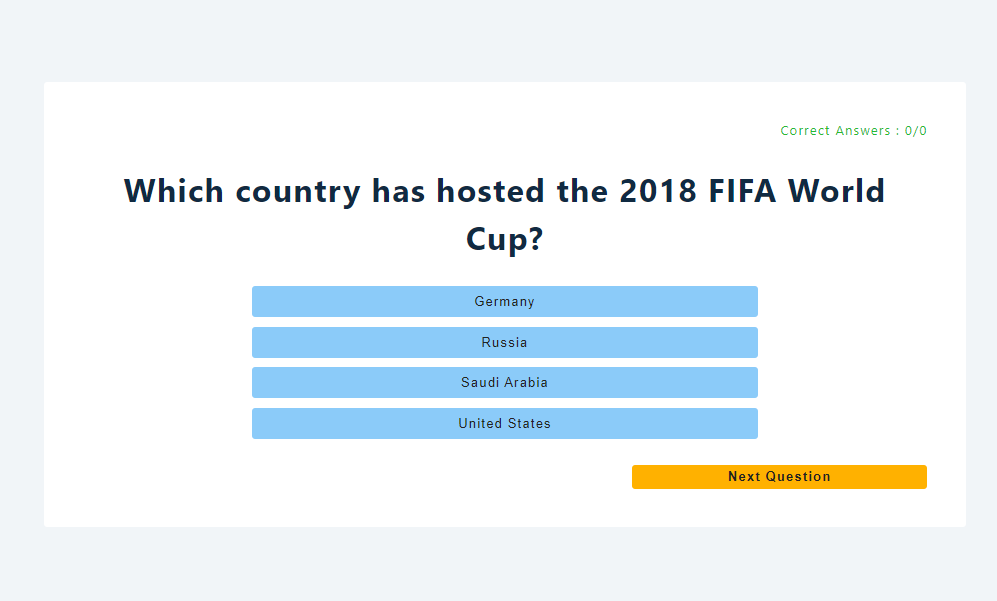 Correct Answers : 0/0
Which country has hosted the 2018 FIFA World
Cup?
Germany
Russia
Saudi Arabia
United States
Next Question